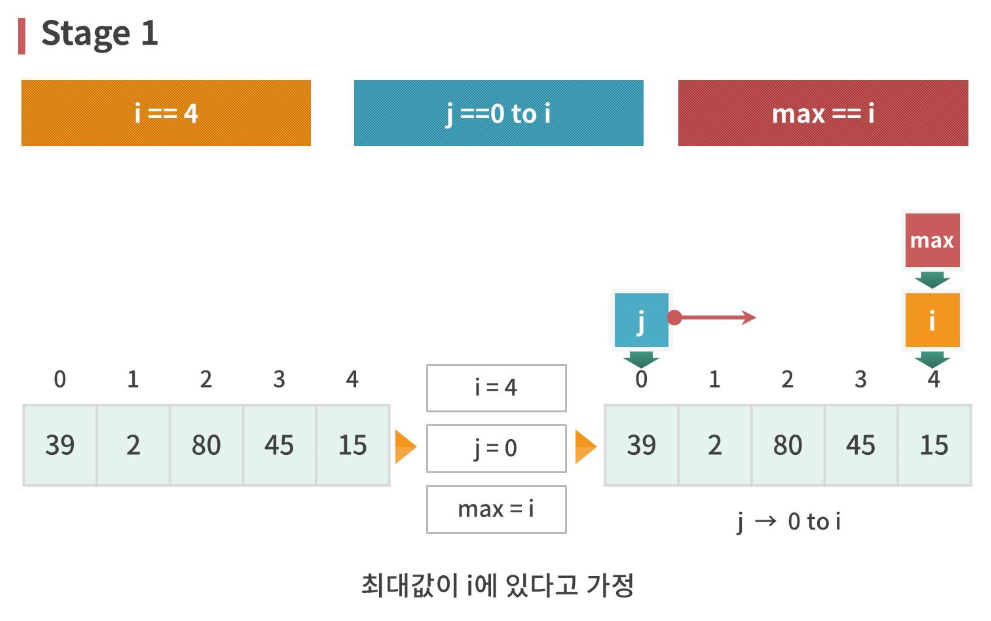 Stage 1
i == 4
j ==0 to i
max == i
max
j
i
0 1 2 3 4
39 2 80 45 15
i = 4
j = 0
max = i
0 1 2 3 4
39 2 80 45 15
j → 0 to i
최대값이 i에 있다고 가정